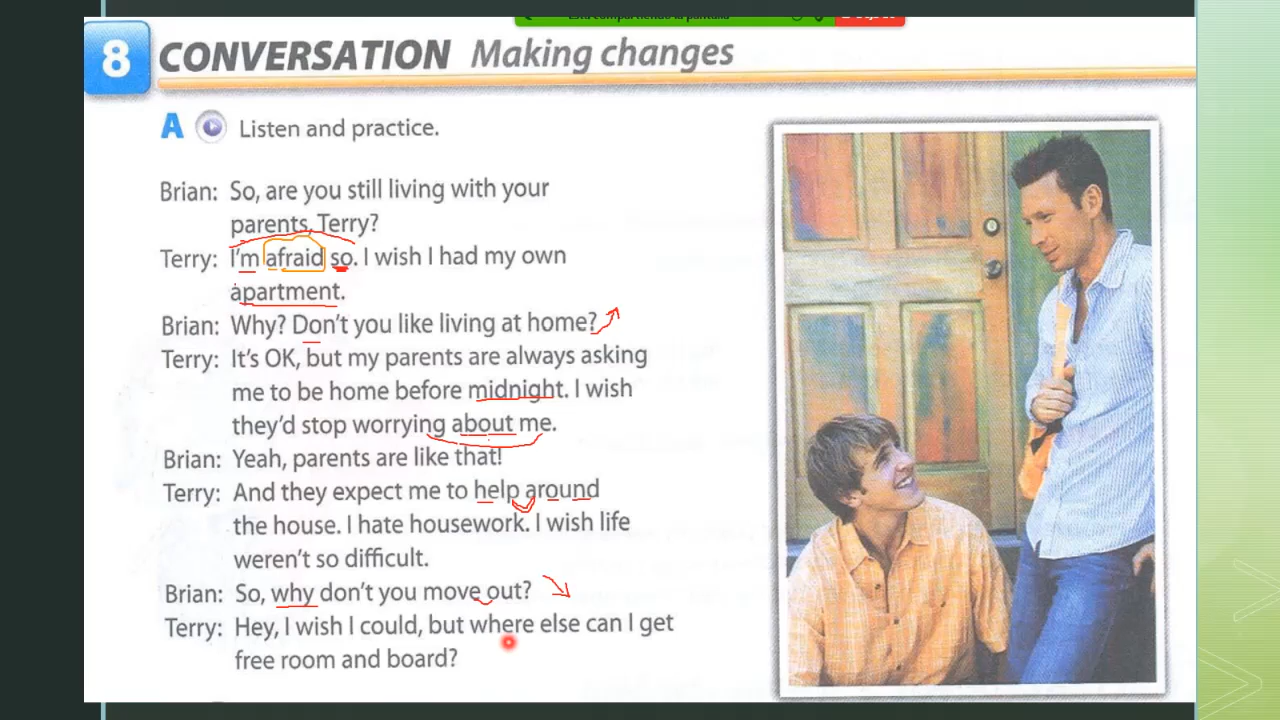 Está compartiendo la pantalla
8 CONVERSATION Making changes
A Listen and practice.
Brian: So, are you still living with your
parents, Terry?
Terry: I'm afraid so. I wish I had my own
apartment.
Brian: Why? Don't you like living at home?
Terry: It's OK, but my parents are always asking
me to be home before midnight. I wish
they'd stop worrying about me.
Brian: Yeah, parents are like that!
Terry: And they expect me to help around
the house. I hate housework. I wish life
weren't so difficult.
Brian: So, why don't you move out?
Terry: Hey, I wish I could, but where else can I get
free room and board?